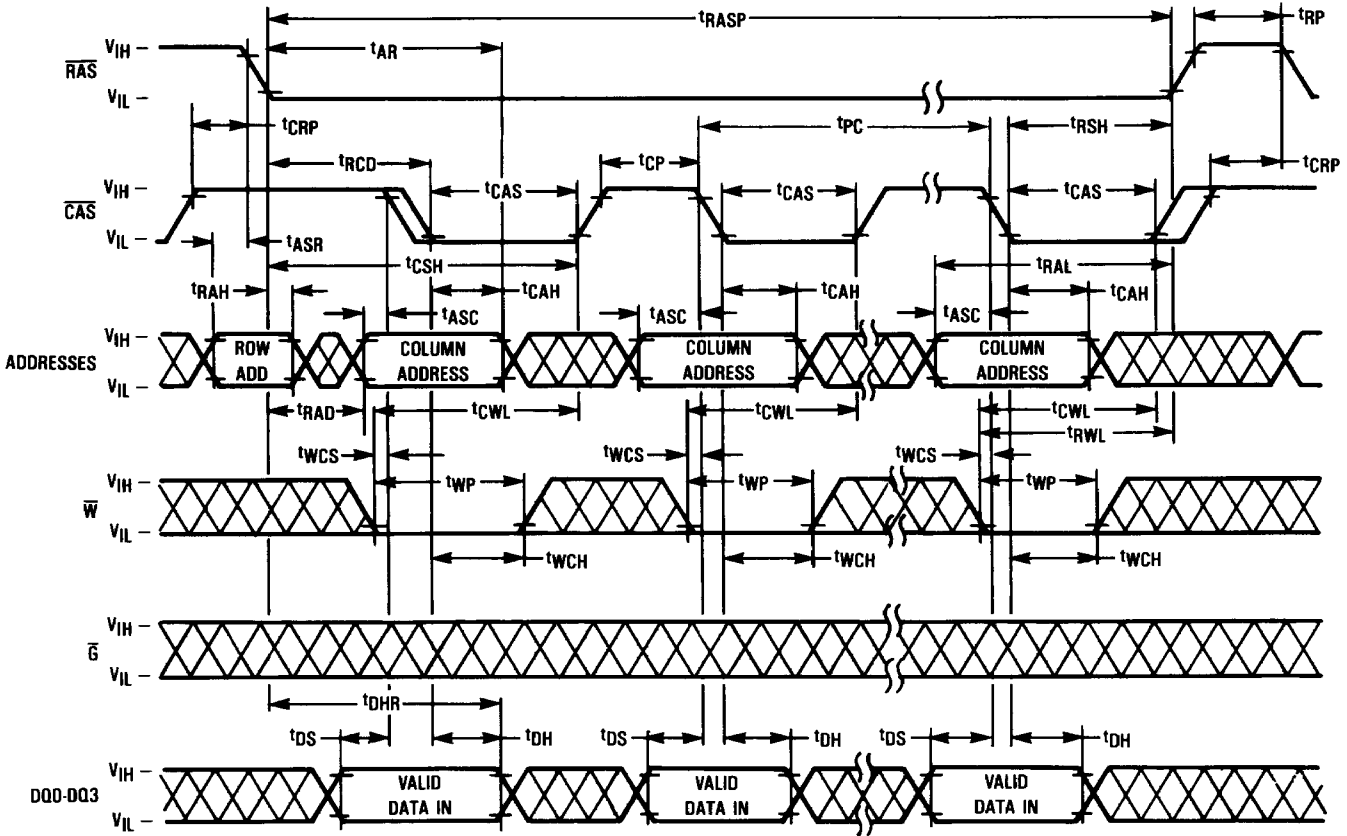 tRASP
tRP
VIH
tAR
RAS
VIL
tCRP
tPC
tRSH
tRCD
tCP
tCRP
VIH
tCAS
tCAS
tCAS
CAS
VIL
tASR
tCSH
tRAL
tRAH
tCAH
tCAH
tCAH
tASC
tASC
tASC
VIH
ADDRESSES
ROW ADD
COLUMN ADDRESS
COLUMN ADDRESS
COLUMN ADDRESS
VIL
tRAD
tCWL
tCWL
tCWL
tRWL
tWCS
tWCS
tWCS
VIH
tWP
tWP
tWP
W
VIL
tWCH
tWCH
tWCH
VIH
G
VIL
tDHR
tDS
tDH
tDS
tDH
tDS
tDH
VIH
DQ0-DQ3
VALID DATA IN
VALID DATA IN
VALID DATA IN
VIL